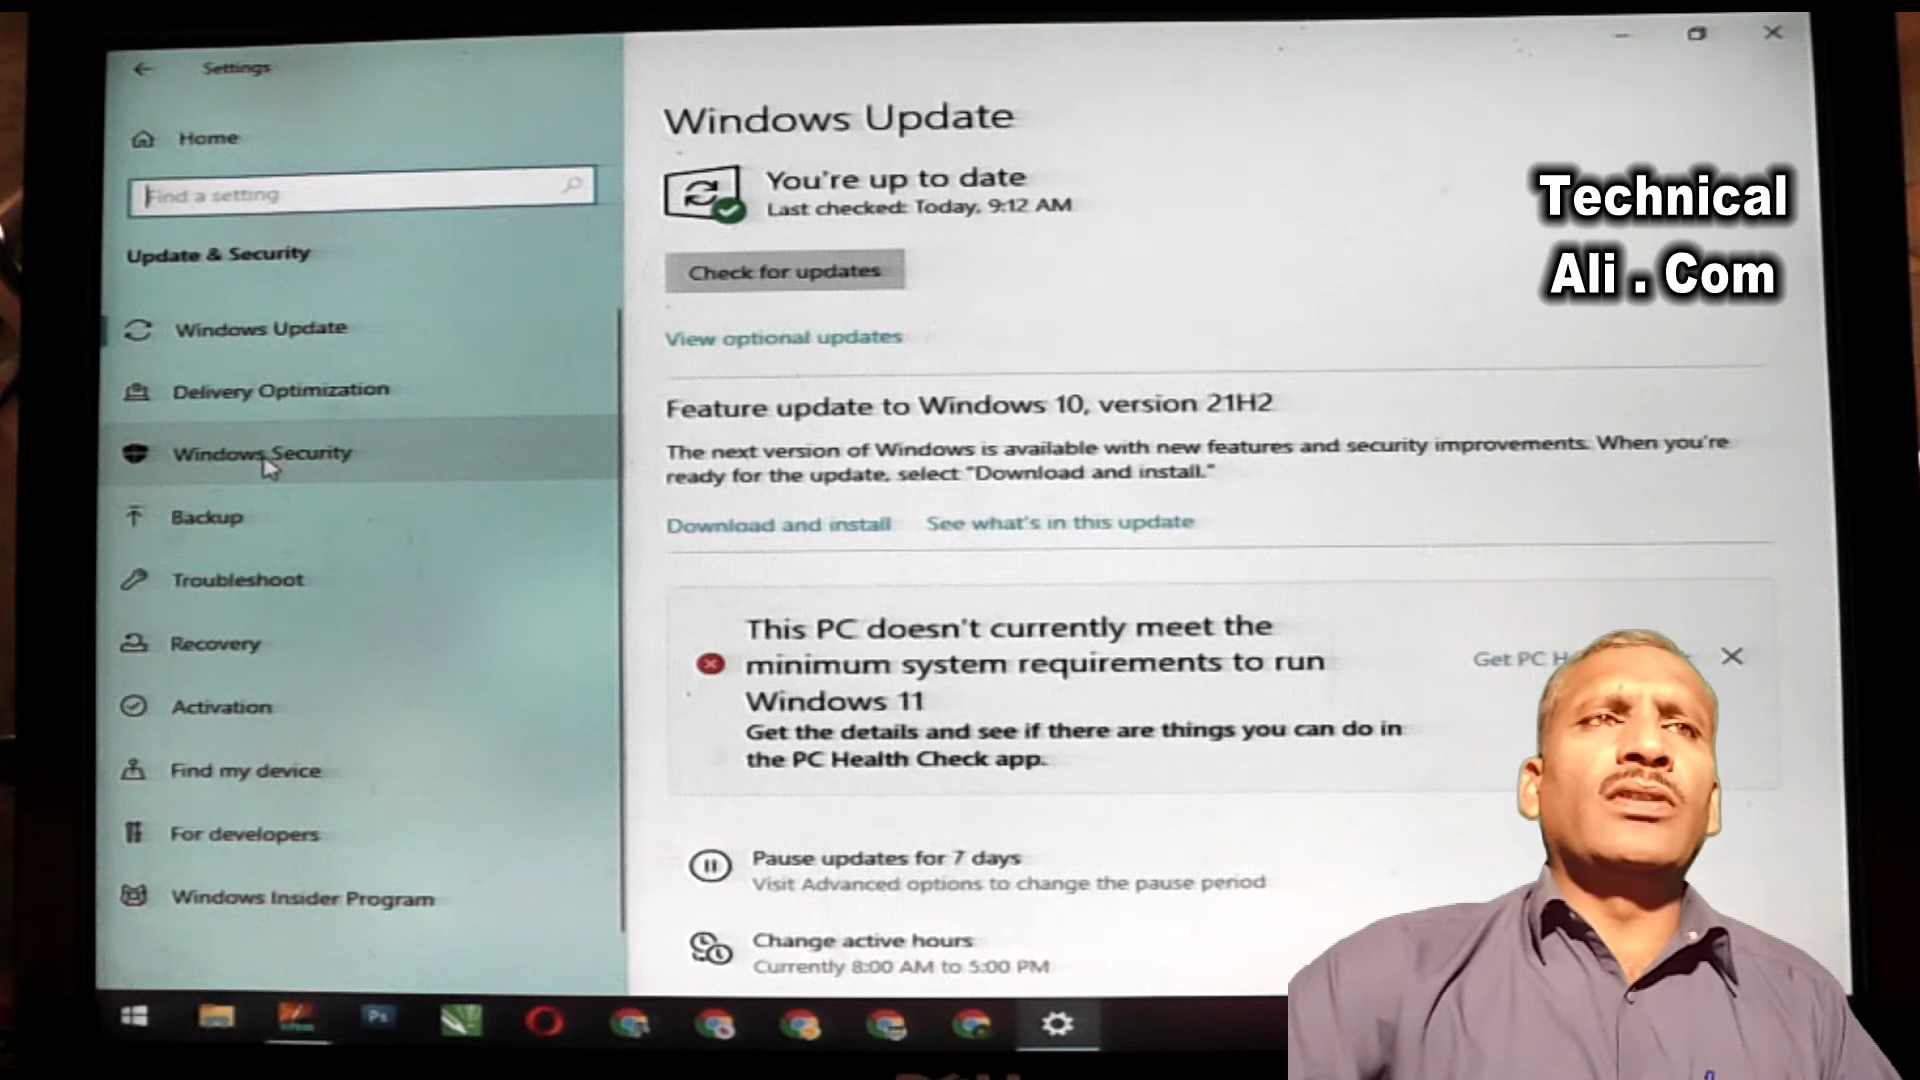 Settings
Home
Find a setting
Update & Security
Windows Update
Delivery Optimization
Windows Security
Backup
Troubleshoot
Recovery
Activation
Find my device
For developers
Windows Insider Program
Windows Update
You're up to date
Last checked: Today, 9:12 AM
Check for updates
View optional updates
Feature update to Windows 10, version 21H2
The next version of Windows is available with new features and security improvements. When you're
ready for the update, select "Download and install."
Download and install See what's in this update
This PC doesn't currently meet the
minimum system requirements to run
Windows 11
Get the details and see if there are things you can do in
the PC Health Check app.
Get PC H
Pause updates for 7 days
Visit Advanced options to change the pause period
Change active hours
Currently 8:00 AM to 5:00 PM
Technical
Ali . Com
Ps